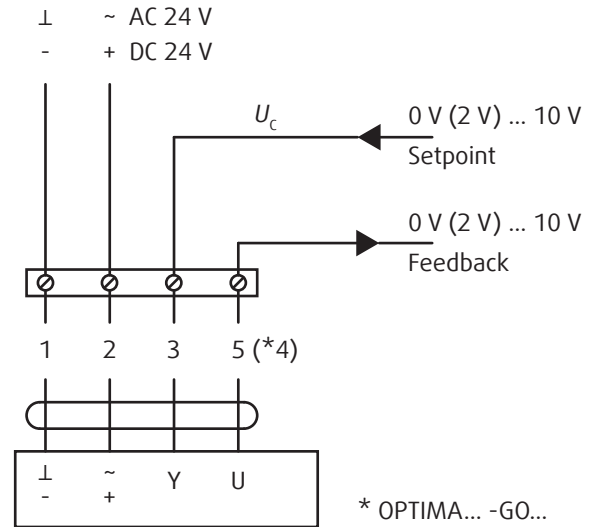 ⊥ ~ AC 24 V
- + DC 24 V
U_c 0 V (2 V) ... 10 V
Setpoint
0 V (2 V) ... 10 V
Feedback
1 2 3 5 (*4)
⊥ ~ Y U
- +
* OPTIMA... -GO...